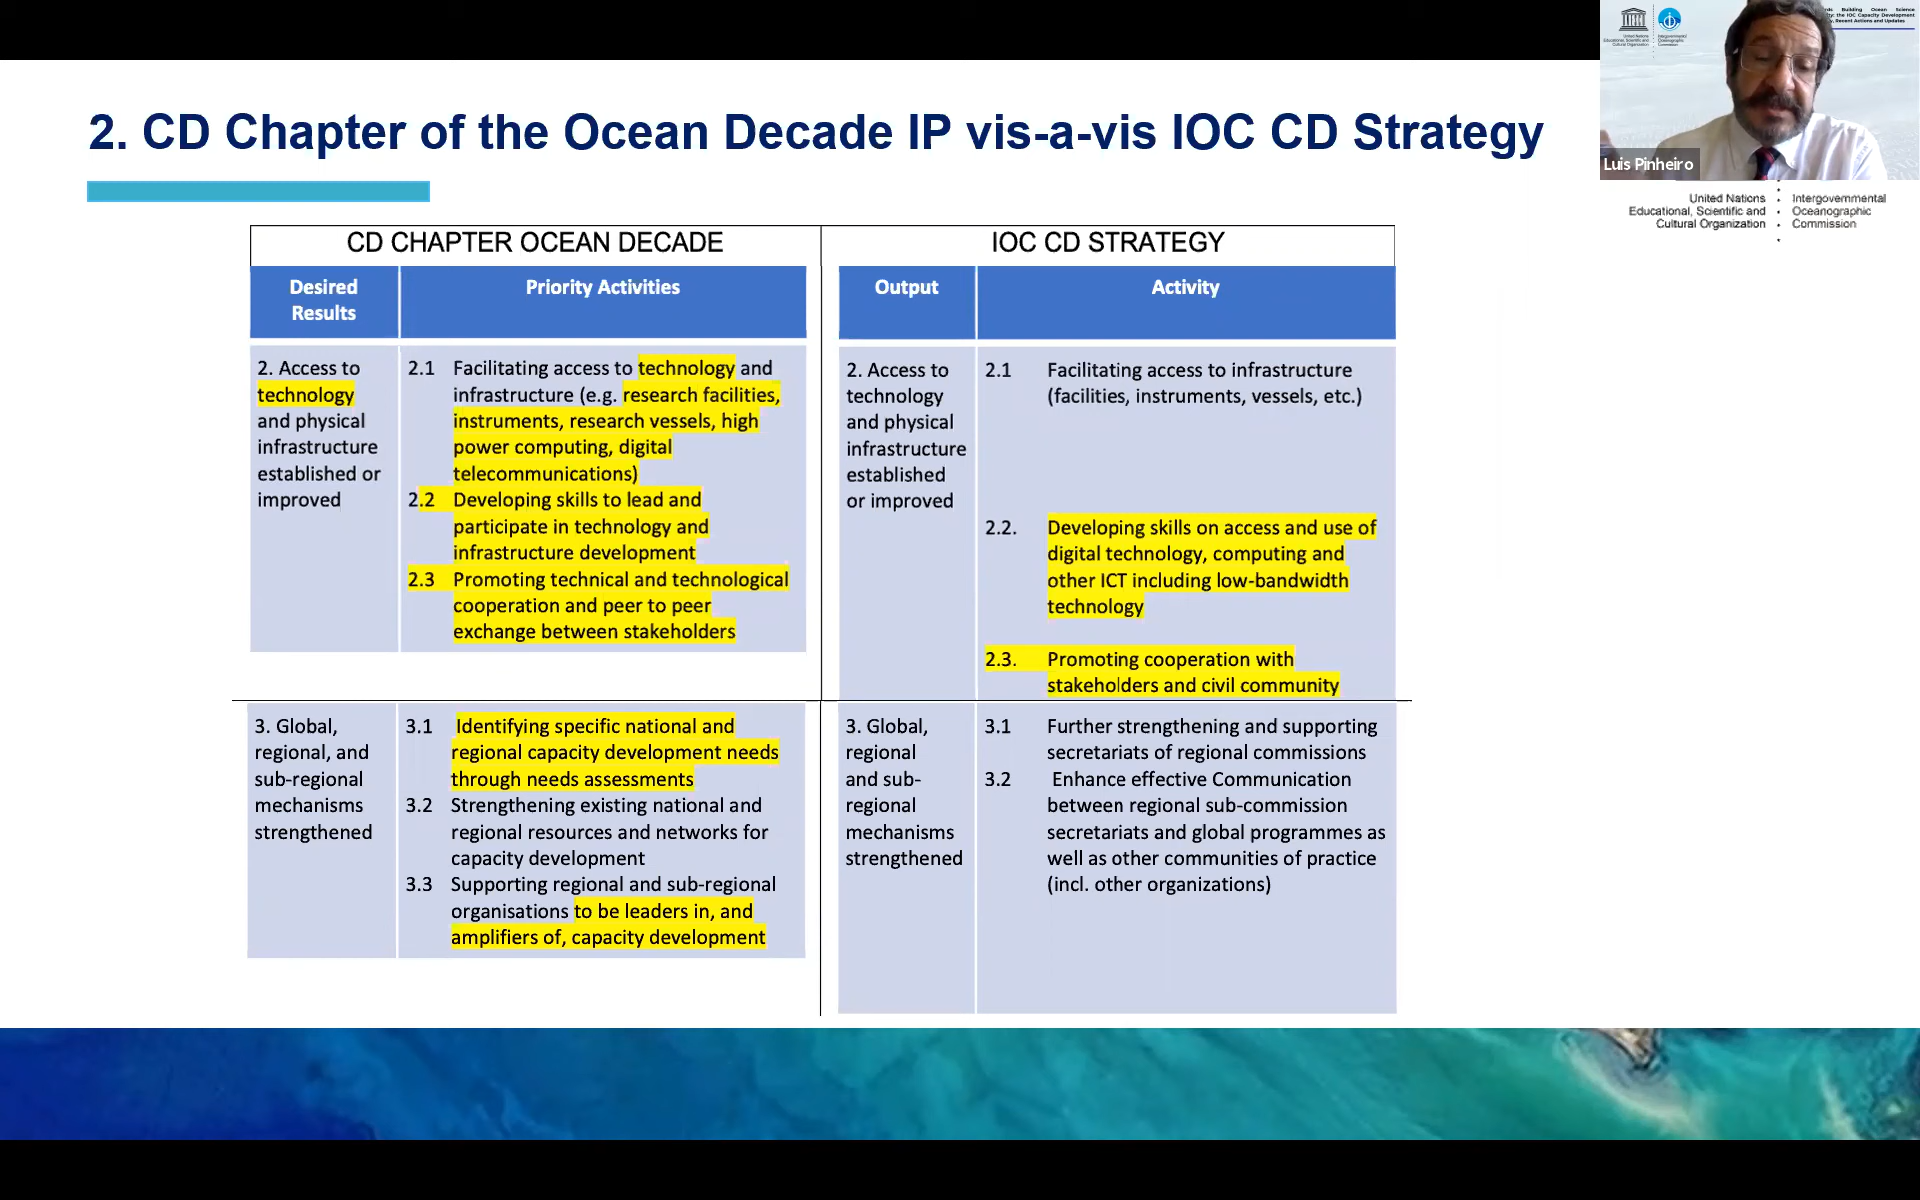 2. CD Chapter of the Ocean Decade IP vis-a-vis IOC CD Strategy
Luis Pinheiro
United Nations
Educational, Scientific and
Cultural Organization
Intergovernmental
Oceanographic
Commission
CD CHAPTER OCEAN DECADE
Desired
Results
Priority Activities
2. Access to
technology
and physical
infrastructure
established or
improved
2.1 Facilitating access to technology and
infrastructure (e.g. research facilities,
instruments, research vessels, high
power computing, digital
telecommunications)
2.2 Developing skills to lead and
participate in technology and
infrastructure development
2.3 Promoting technical and technological
cooperation and peer to peer
exchange between stakeholders
3. Global,
regional, and
sub-regional
mechanisms
strengthened
3.1 Identifying specific national and
regional capacity development needs
through needs assessments
3.2 Strengthening existing national and
regional resources and networks for
capacity development
3.3 Supporting regional and sub-regional
organisations to be leaders in, and
amplifiers of, capacity development
IOC CD STRATEGY
Output
Activity
2. Access to
technology
and physical
infrastructure
established
or improved
2.1 Facilitating access to infrastructure
(facilities, instruments, vessels, etc.)
2.2. Developing skills on access and use of
digital technology, computing and
other ICT including low-bandwidth
technology
2.3. Promoting cooperation with
stakeholders and civil community
3. Global,
regional
and sub-
regional
mechanisms
strengthened
3.1 Further strengthening and supporting
secretariats of regional commissions
3.2 Enhance effective Communication
between regional sub-commission
secretariats and global programmes as
well as other communities of practice
(incl. other organizations)